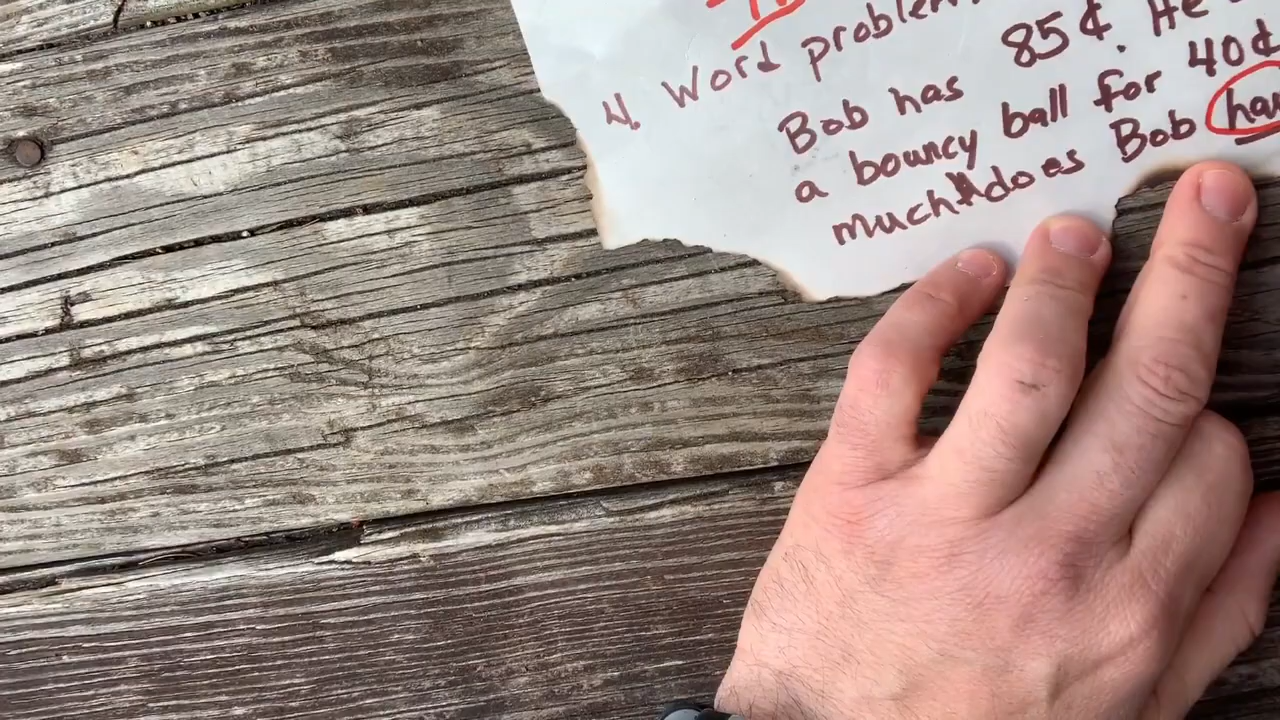 4. Word problem
Bob has 85¢. He
a bouncy ball for 40¢
much does Bob